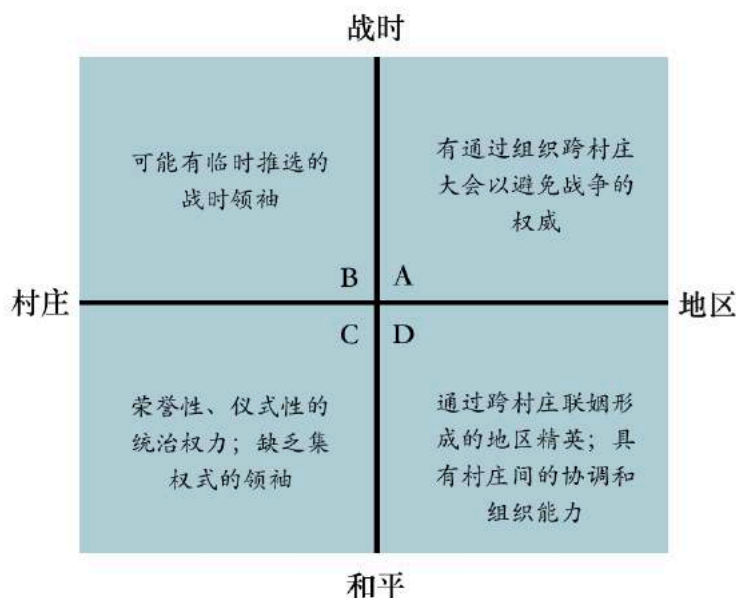 战时
可能有临时推选的
战时领袖
有通过组织跨村庄
大会以避免战争的
权威
B
A
村庄
地区
C
D
荣誉性、仪式性的
统治权力；缺乏集
权式的领袖
通过跨村庄联姻形
成的地区精英；具
有村庄间的协调和
组织能力
和平